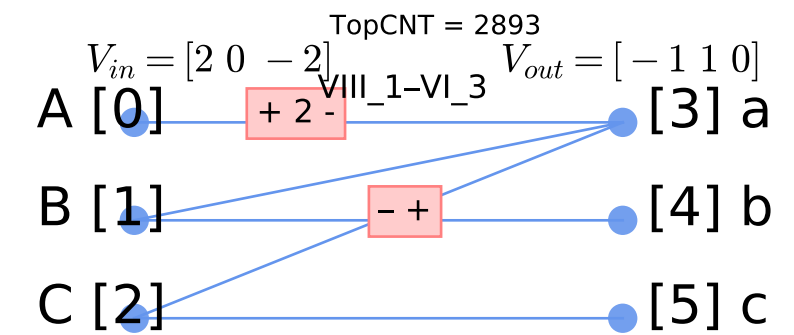 TopCNT = 2893
V_in = [2 0 −2] V_out = [−1 1 0]
VIII_1–VI_3
A [0] + 2 - [3] a
B [1] – + [4] b
C [2] [5] c